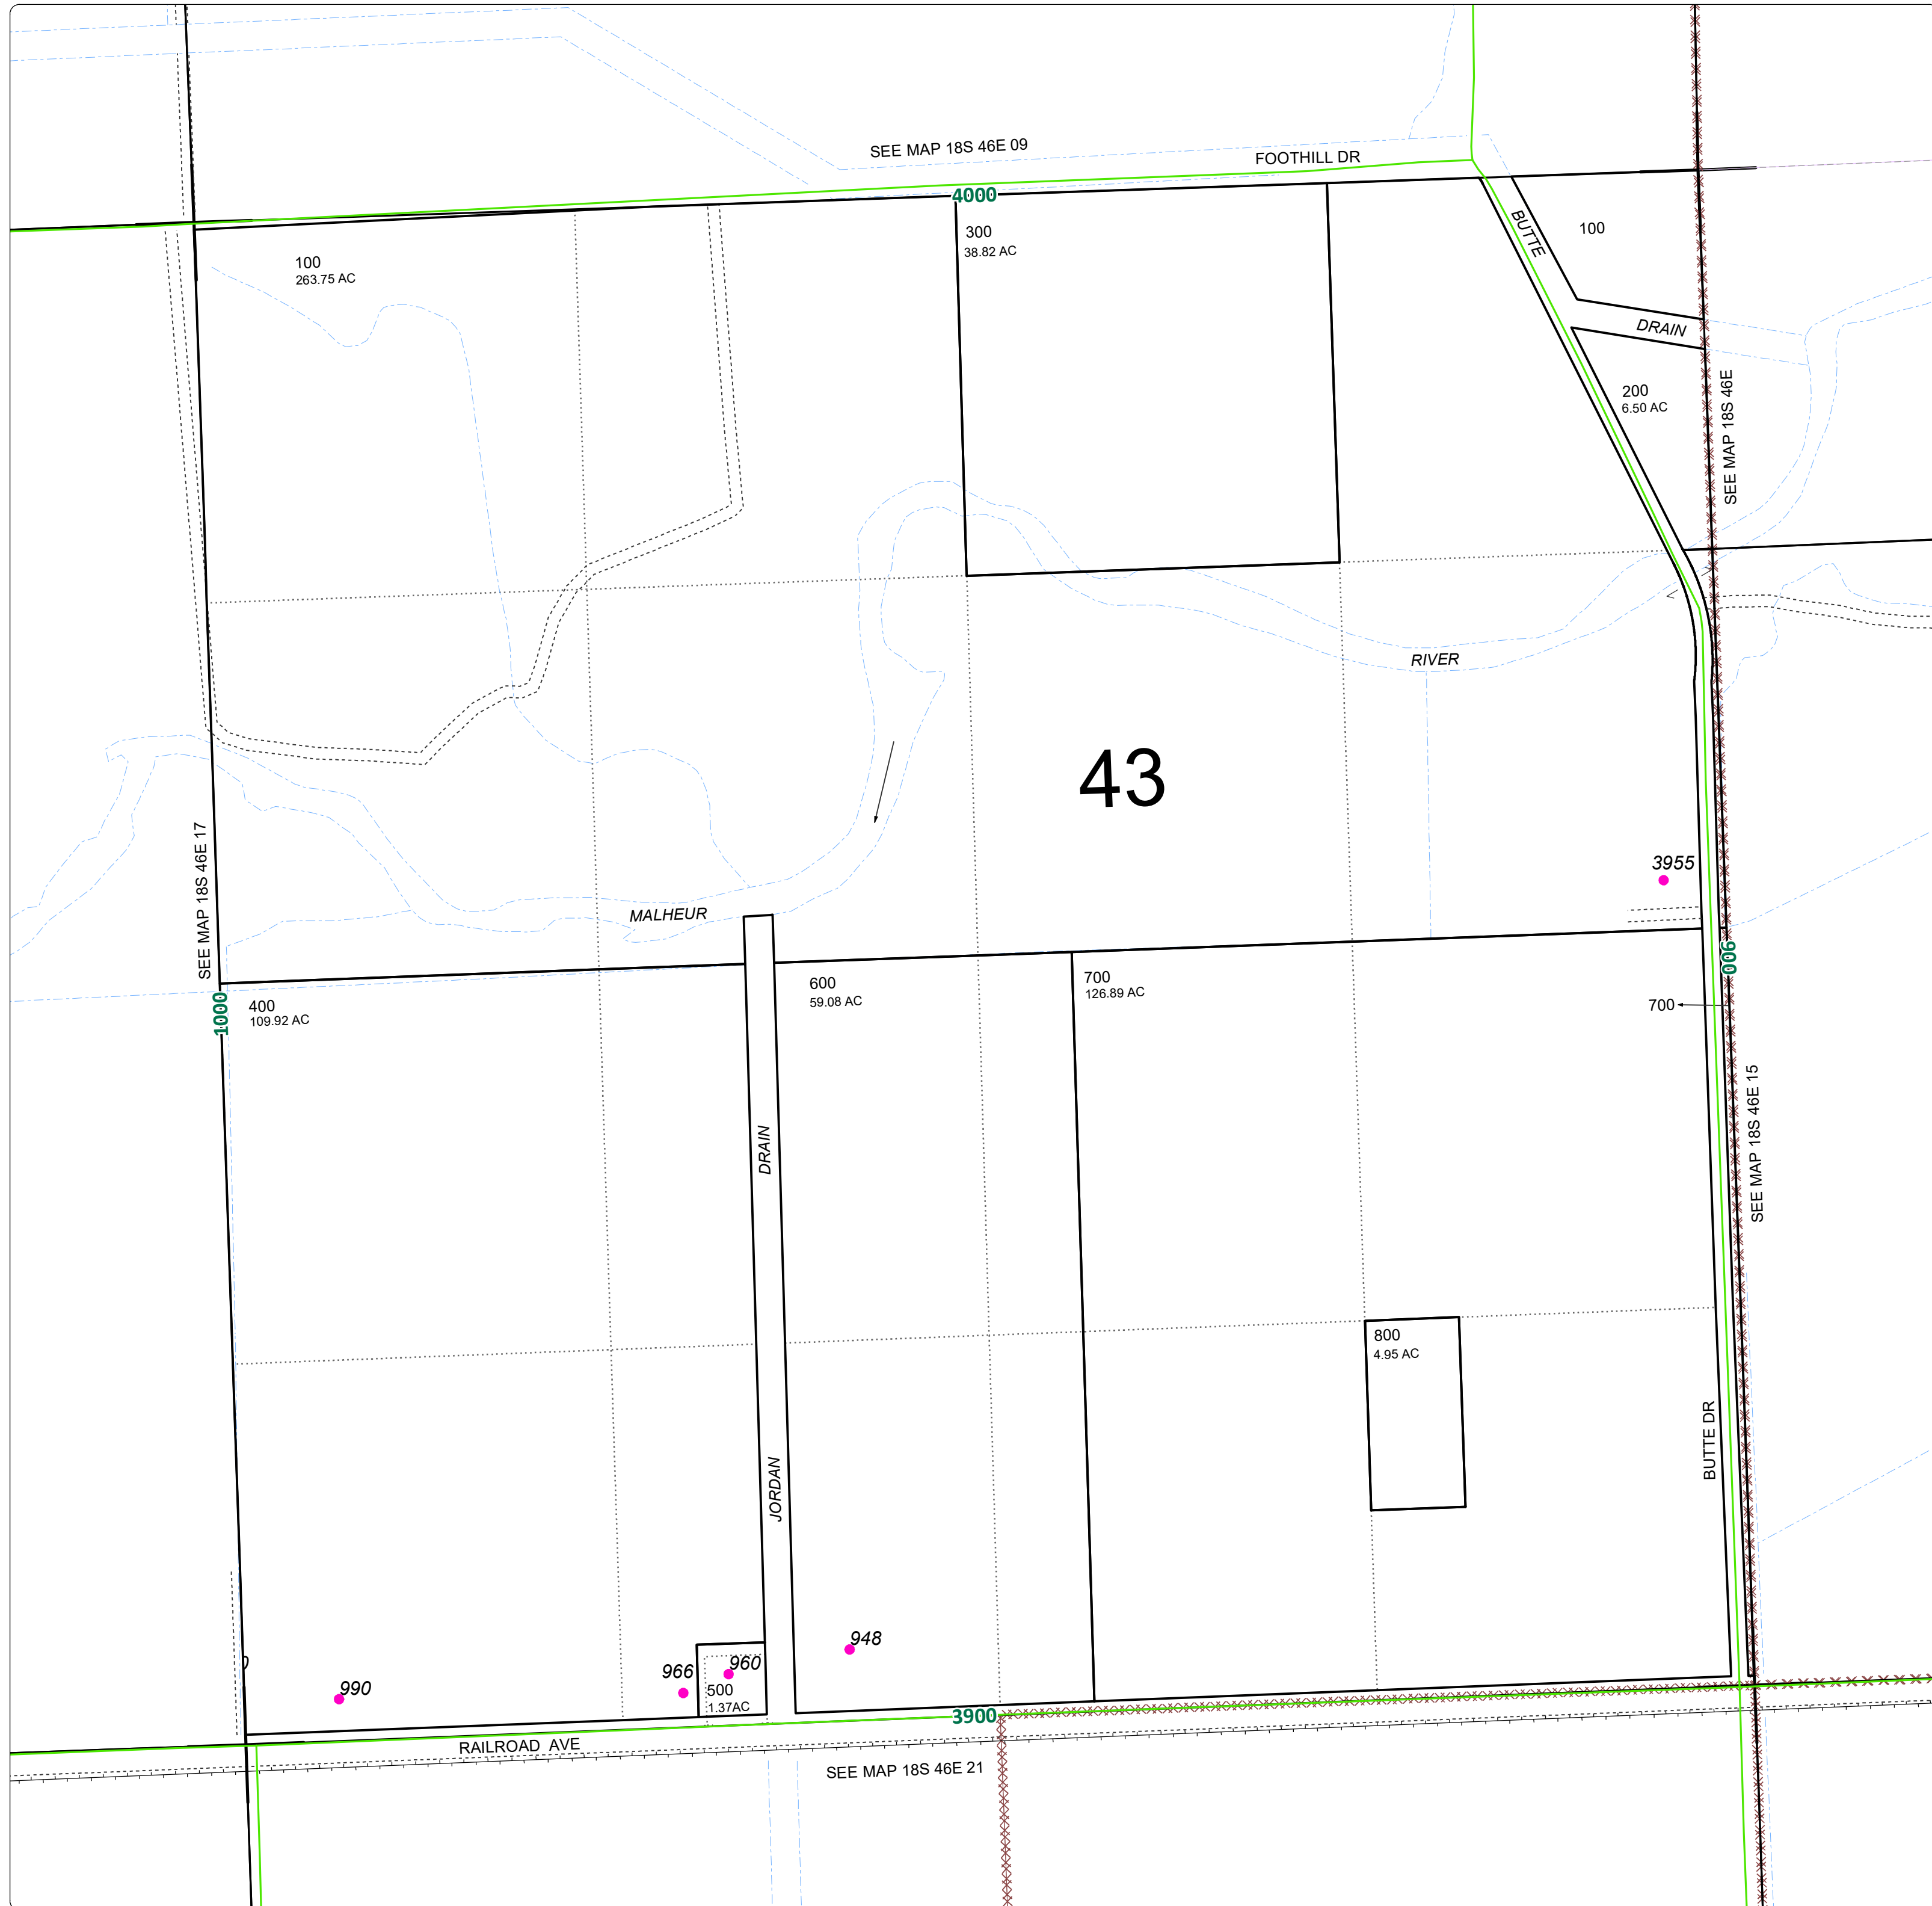 SEE MAP 18S 46E 09
FOOTHILL DR
4000
100
263.75 AC
300
38.82 AC
BUTTE
100
DRAIN
200
6.50 AC
SEE MAP 18S 46E
RIVER
43
SEE MAP 18S 46E 17
3955
MALHEUR
900
1000
400
109.92 AC
600
59.08 AC
700
126.89 AC
700
DRAIN
SEE MAP 18S 46E 15
800
4.95 AC
BUTTE DR
JORDAN
948
990
966
960
500
1.37AC
3900
RAILROAD AVE
SEE MAP 18S 46E 21